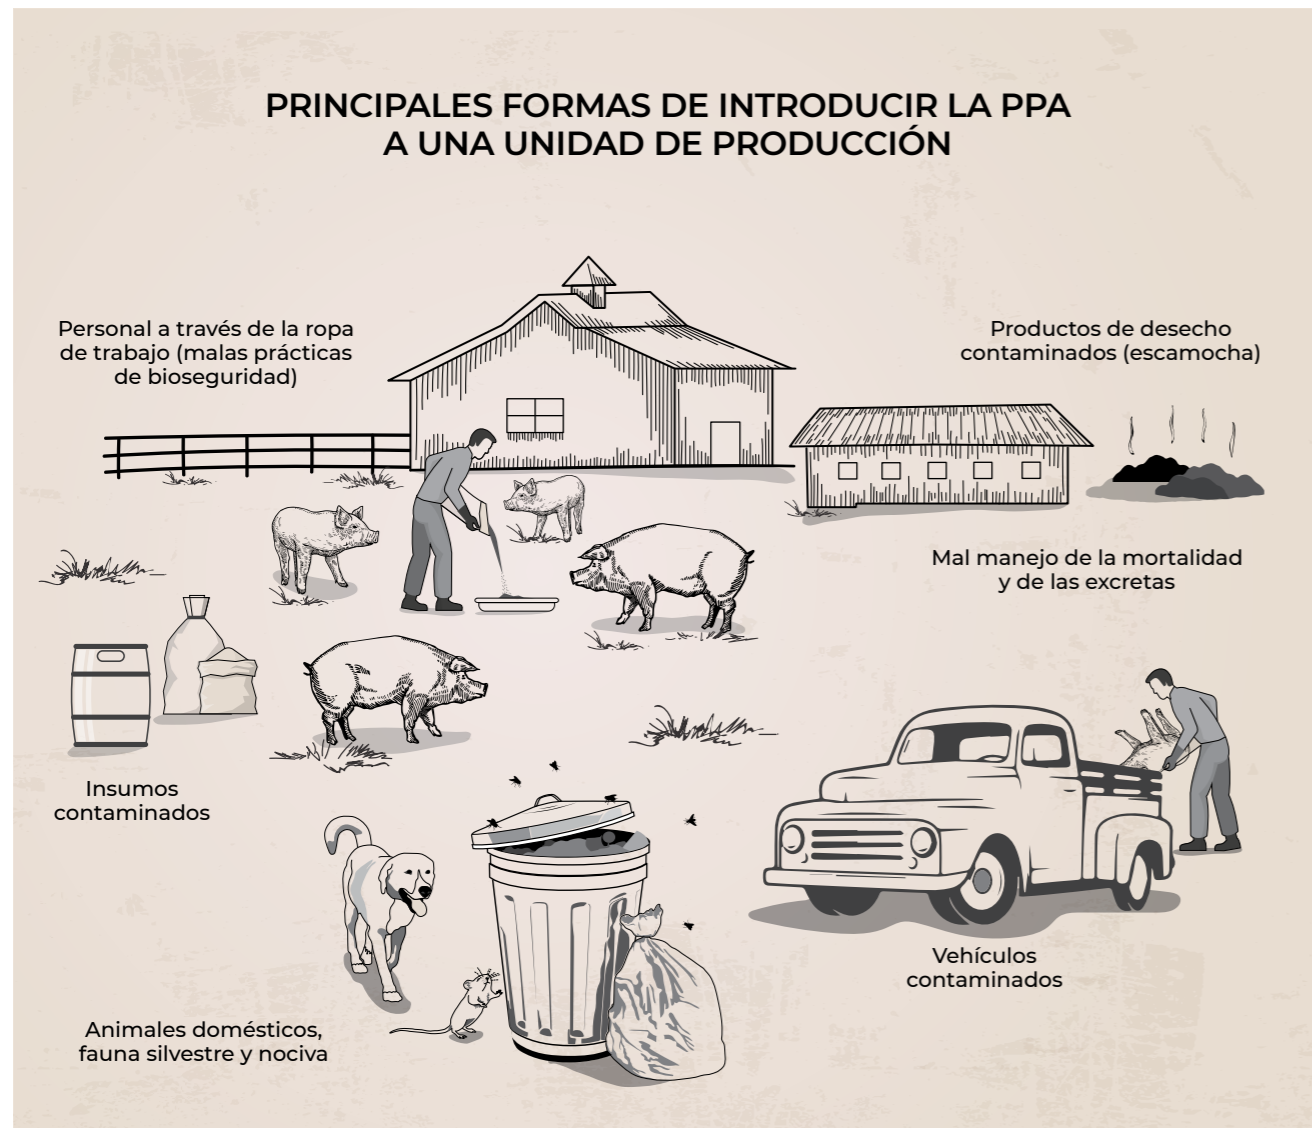 PRINCIPALES FORMAS DE INTRODUCIR LA PPA
A UNA UNIDAD DE PRODUCCIÓN
Personal a través de la ropa
de trabajo (malas prácticas
de bioseguridad)
Productos de desecho
contaminados (escamocha)
Mal manejo de la mortalidad
y de las excretas
Insumos
contaminados
Vehículos
contaminados
Animales domésticos,
fauna silvestre y nociva